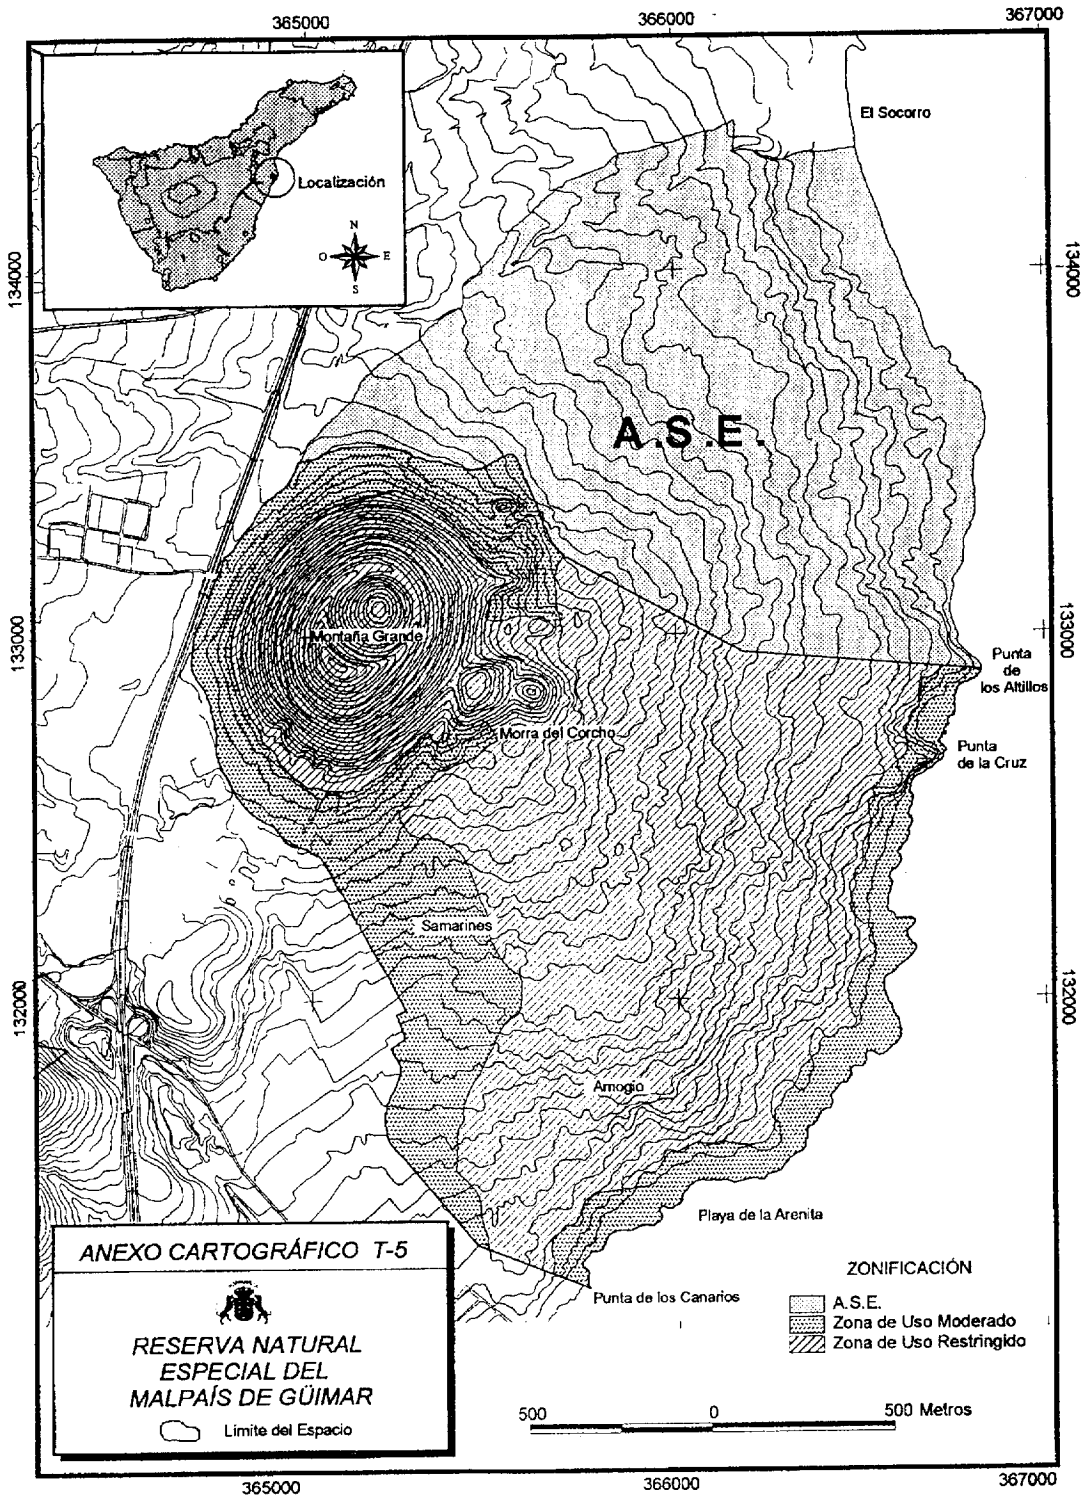 365000
366000
367000
El Socorro
Localización
N
O
E
S
134000
134000
A.S.E.
133000
133000
Montaña Grande
Punta
de
los Altillos
Morra del Corcho
Punta
de la Cruz
Samarines
132000
132000
Amogio
Playa de la Arenita
Punta de los Canarios
ANEXO CARTOGRÁFICO T-5
RESERVA NATURAL
ESPECIAL DEL
MALPAÍS DE GÜIMAR
Limite del Espacio
ZONIFICACIÓN
A.S.E.
Zona de Uso Moderado
Zona de Uso Restringido
500
0
500 Metros
365000
366000
367000